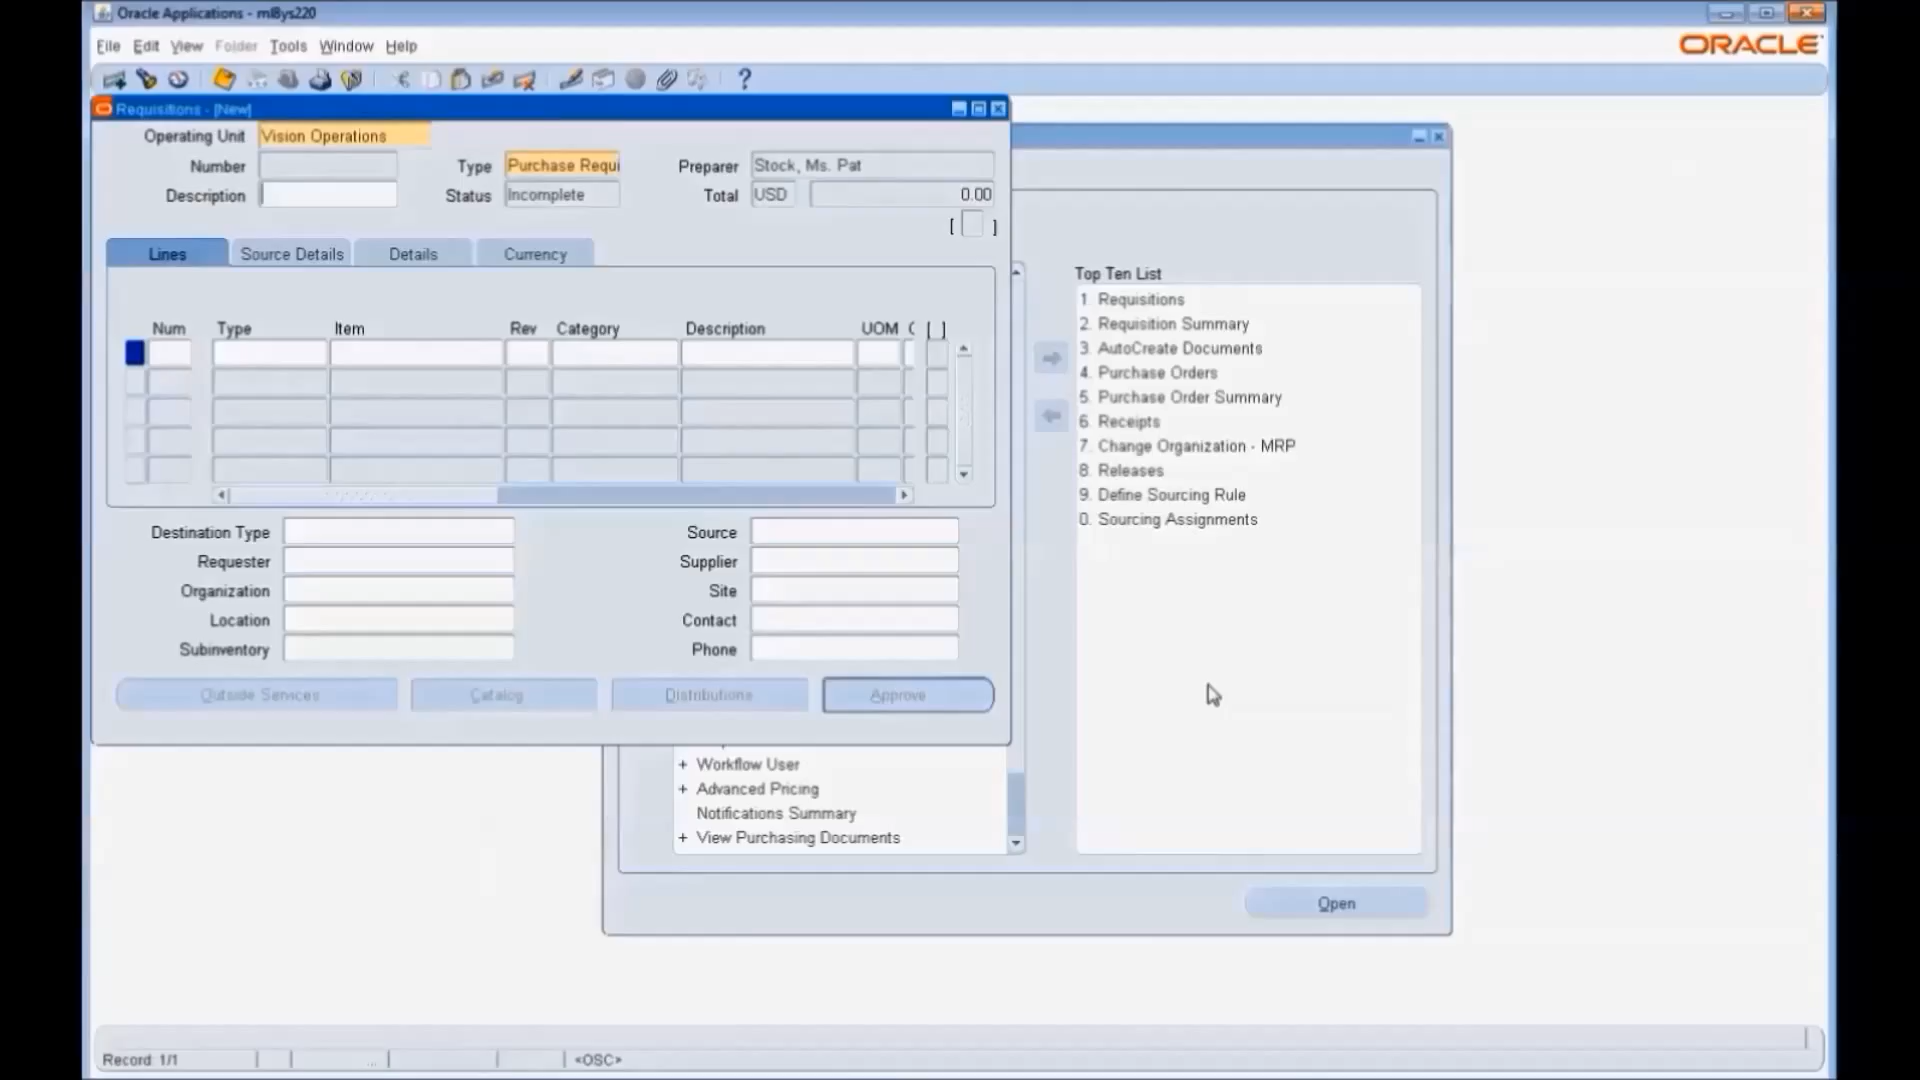 Oracle Applications - ml8ys220
File Edit View Folder Tools Window Help
ORACLE
Requisitions - [New]
Operating Unit Vision Operations
Number Type Purchase Requi Preparer Stock, Ms. Pat
Description Status Incomplete Total USD 0.00
[ ]
Lines Source Details Details Currency
Num Type Item Rev Category Description UOM [ ]
Destination Type Source
Requester Supplier
Organization Site
Location Contact
Subinventory Phone
Outside Services Catalog Distributions Approve
Top Ten List
1. Requisitions
2. Requisition Summary
3. AutoCreate Documents
4. Purchase Orders
5. Purchase Order Summary
6. Receipts
7. Change Organization - MRP
8. Releases
9. Define Sourcing Rule
0. Sourcing Assignments
+ Workflow User
+ Advanced Pricing
Notifications Summary
+ View Purchasing Documents
Open
Record: 1/1 ... <OSC>